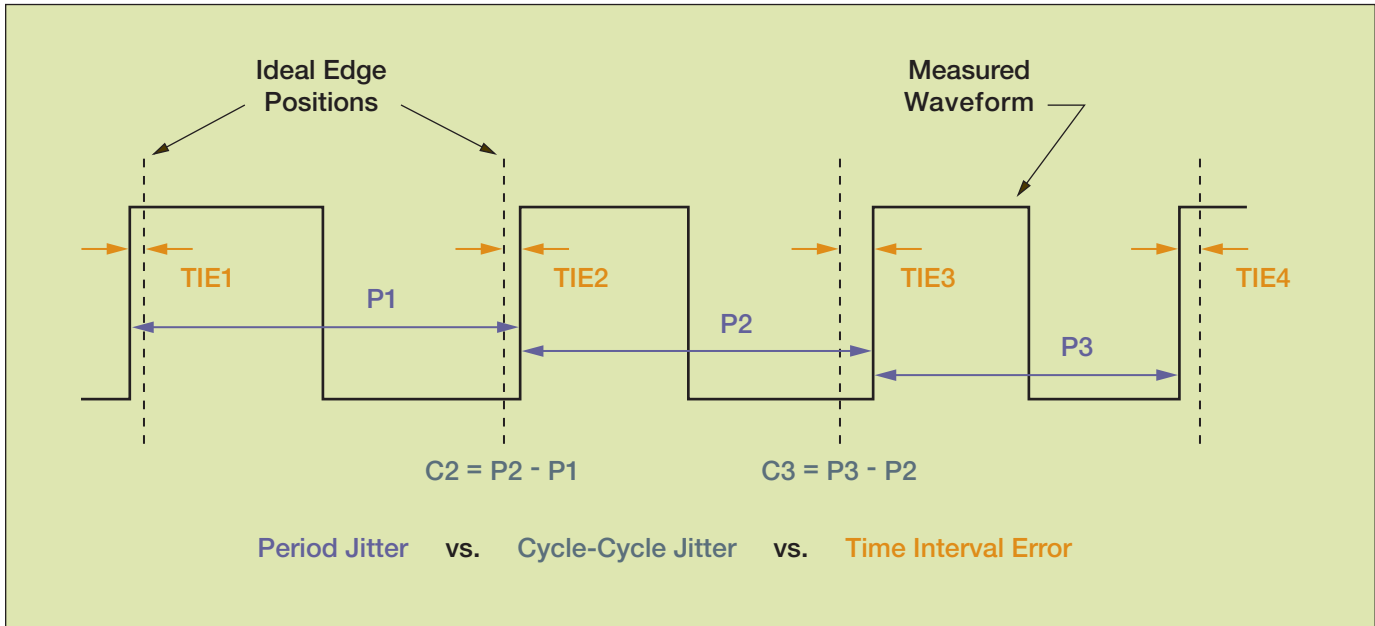 Ideal Edge
Positions
Measured
Waveform
TIE1
TIE2
TIE3
TIE4
P1
P2
P3
C2 = P2 - P1
C3 = P3 - P2
Period Jitter vs. Cycle-Cycle Jitter vs. Time Interval Error